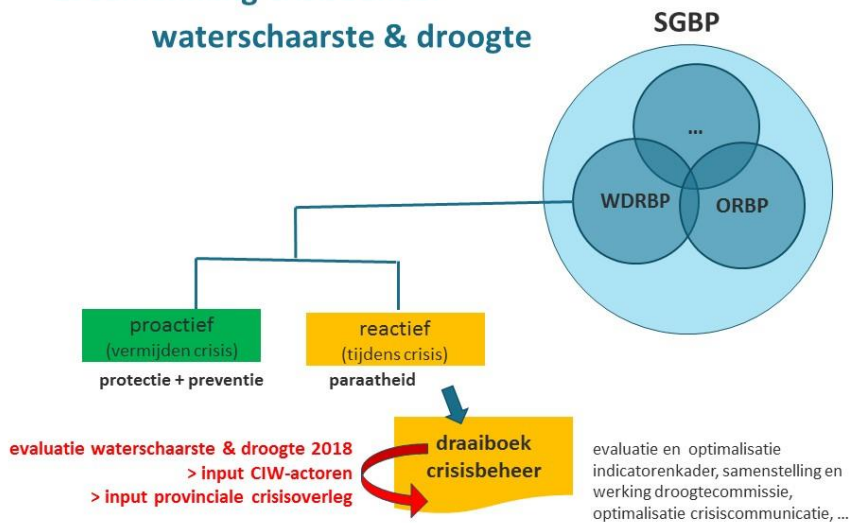 waterschaarste & droogte
SGBP
...
WDRBP
ORBP
proactief
(vermijden crisis)
protectie + preventie
reactief
(tijdens crisis)
paraatheid
evaluatie waterschaarste & droogte 2018
> input CIW-actoren
> input provinciale crisisoverleg
draaiboek
crisisbeheer
evaluatie en optimalisatie
indicatorenkader, samenstelling en
werking droogtecommissie,
optimalisatie crisiscommunicatie, ...